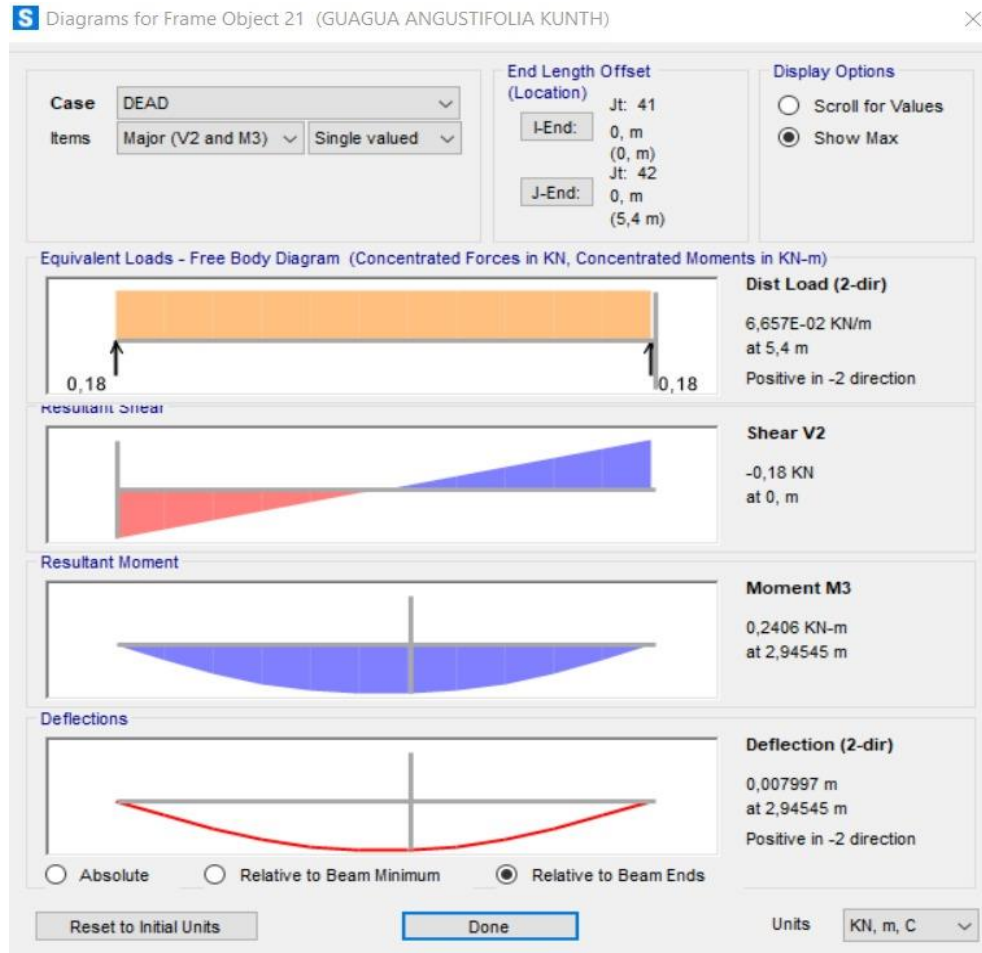 S Diagrams for Frame Object 21 (GUAGUA ANGUSTIFOLIA KUNTH)
Case DEAD
Items Major (V2 and M3) Single valued
End Length Offset
(Location)
Jt: 41
I-End: 0, m
(0, m)
Jt: 42
J-End: 0, m
(5,4 m)
Display Options
Scroll for Values
Show Max
Equivalent Loads - Free Body Diagram (Concentrated Forces in KN, Concentrated Moments in KN-m)
0,18
0,18
Dist Load (2-dir)
6,657E-02 KN/m
at 5,4 m
Positive in -2 direction
Resultant Shear
Shear V2
-0,18 KN
at 0, m
Resultant Moment
Moment M3
0,2406 KN-m
at 2,94545 m
Deflections
Deflection (2-dir)
0,007997 m
at 2,94545 m
Positive in -2 direction
Absolute Relative to Beam Minimum Relative to Beam Ends
Reset to Initial Units Done Units KN, m, C